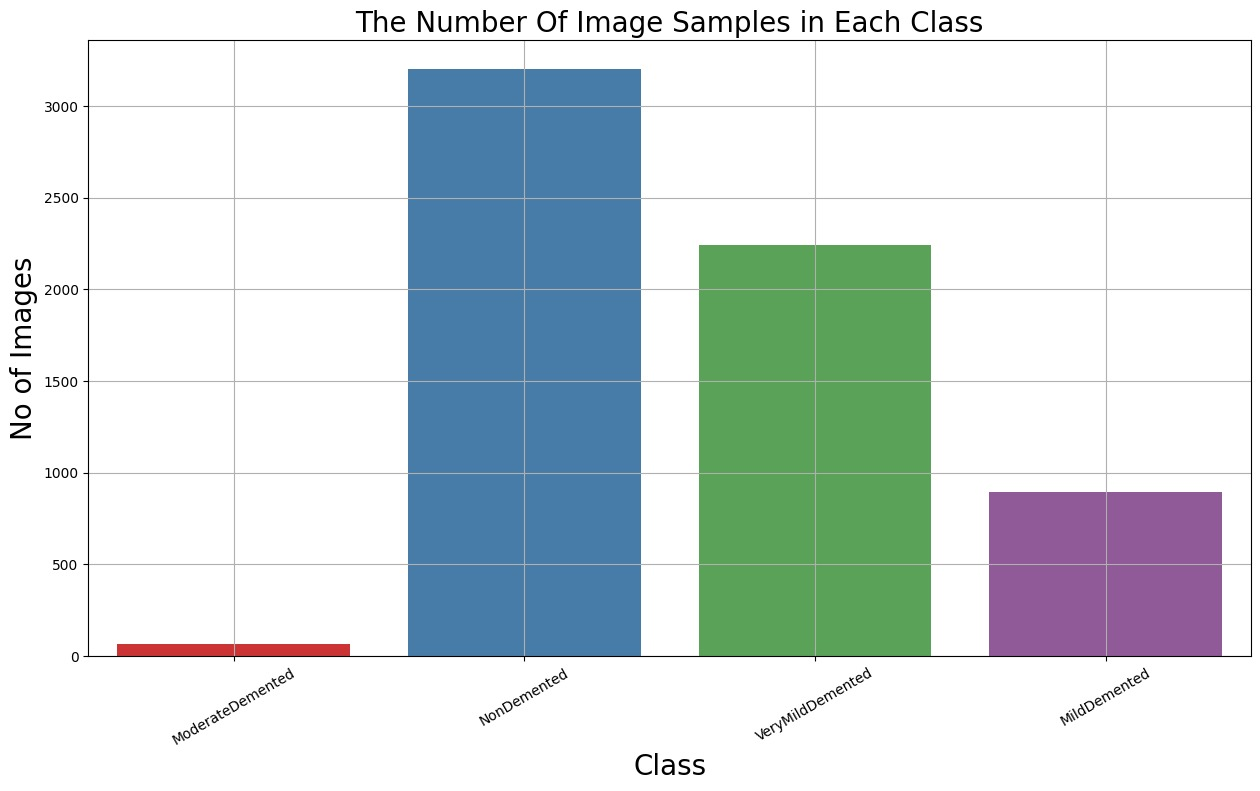 The Number Of Image Samples in Each Class
No of Images
3000
2500
2000
1500
1000
500
0
ModerateDemented
NonDemented
VeryMildDemented
MildDemented
Class